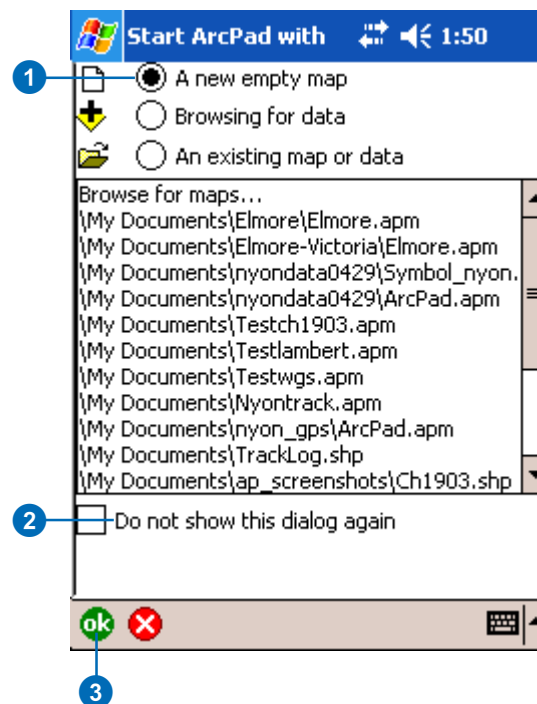 Start ArcPad with 1:50
1 A new empty map
Browsing for data
An existing map or data
Browse for maps...
\My Documents\Elmore\Elmore.apm
\My Documents\Elmore-Victoria\Elmore.apm
\My Documents\nyondata0429\Symbol_nyon.
\My Documents\nyondata0429\ArcPad.apm
\My Documents\Testch1903.apm
\My Documents\Testlambert.apm
\My Documents\Testwgs.apm
\My Documents\Nyontrack.apm
\My Documents\nyon_gps\ArcPad.apm
\My Documents\TrackLog.shp
\My Documents\ap_screenshots\Ch1903.shp
2 Do not show this dialog again
ok
3